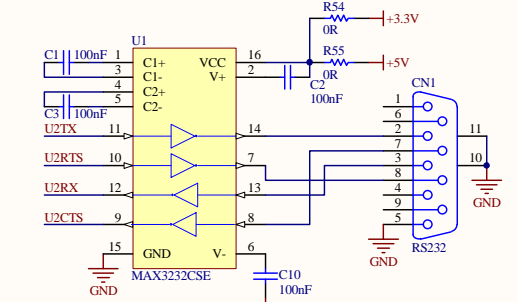 R54
0R
+3.3V
U1
C1
100nF
1
C1+
VCC
16
R55
0R
+5V
3
C1-
V+
2
C2
100nF
4
C2+
CN1
5
C2-
C3
100nF
1
6
U2TX
11
14
2
11
7
U2RTS
10
7
3
10
8
U2RX
12
13
4
9
GND
U2CTS
9
8
5
RS232
15
GND
V-
6
GND
GND
MAX3232CSE
C10
100nF